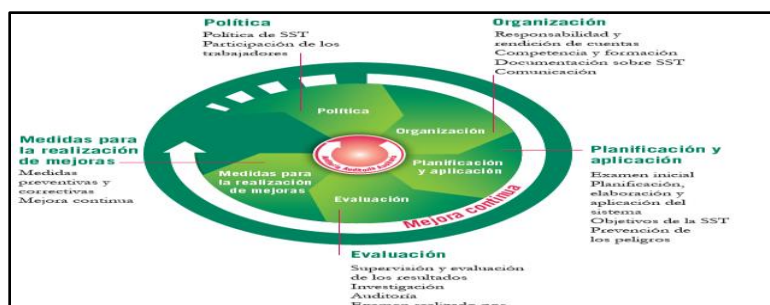 Política
Política de SST
Participación de los
trabajadores
Organización
Responsabilidad y
rendición de cuentas
Competencia y formación
Documentación sobre SST
Comunicación
Política
Organización
Planificación
y aplicación
Evaluación
Medidas para
la realización
de mejoras
Mejora continua
Medidas para
la realización
de mejoras
Medidas
preventivas y
correctivas
Mejora continua
Planificación y
aplicación
Examen inicial
Planificación,
elaboración y
aplicación del
sistema
Objetivos de la SST
Prevención de
los peligros
Evaluación
Supervisión y evaluación
de los resultados
Investigación
Auditoría